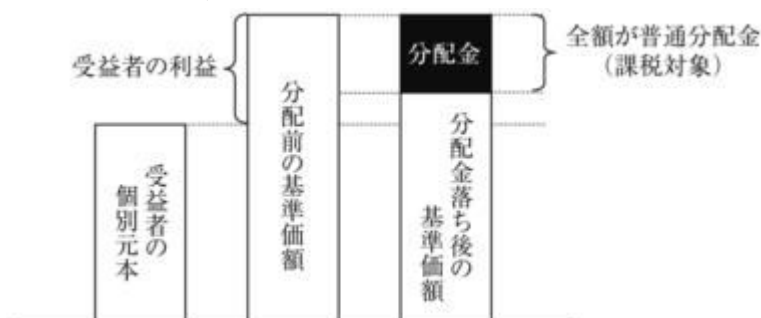 受益者の利益
分配前の基準価額
分配金
全額が普通分配金
（課税対象）
受益者の
個別元本
分配金落ち後の
基準価額